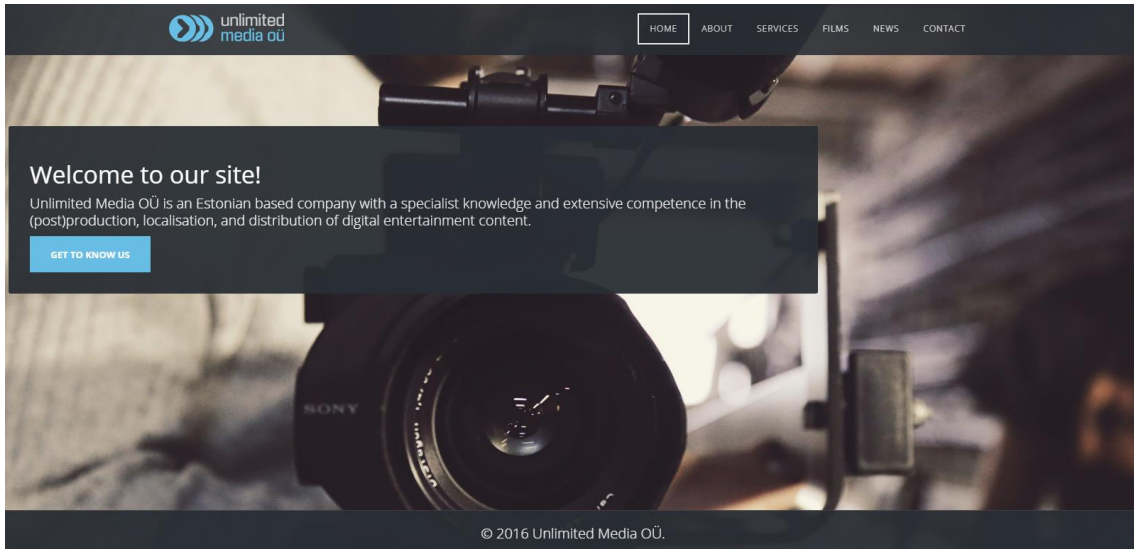 unlimited
media oü
HOME ABOUT SERVICES FILMS NEWS CONTACT
Welcome to our site!
Unlimited Media OÜ is an Estonian based company with a specialist knowledge and extensive competence in the
(post)production, localisation, and distribution of digital entertainment content.
GET TO KNOW US
SONY
© 2016 Unlimited Media OÜ.